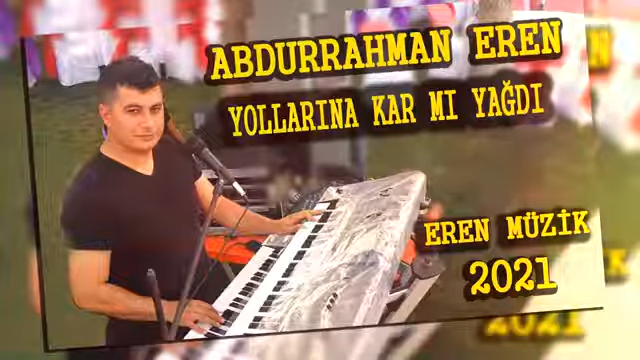 ABDURRAHMAN EREN
YOLLARINA KAR MI YAĞDI
EREN MÜZİK
2021